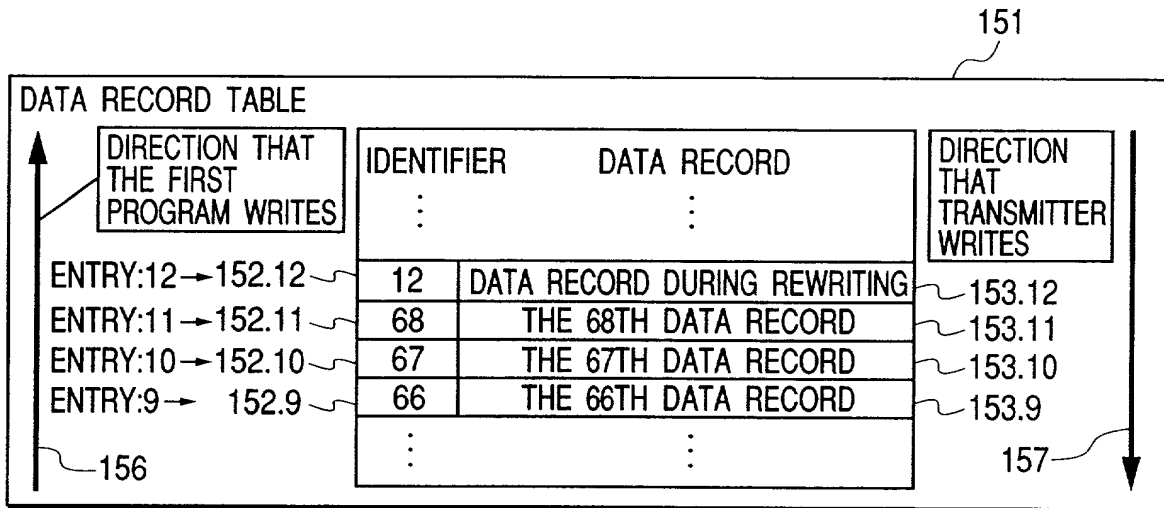 151
DATA RECORD TABLE
DIRECTION THAT
THE FIRST
PROGRAM WRITES
IDENTIFIER DATA RECORD
DIRECTION
THAT
TRANSMITTER
WRITES
ENTRY:12→152.12 12 DATA RECORD DURING REWRITING 153.12
ENTRY:11→152.11 68 THE 68TH DATA RECORD 153.11
ENTRY:10→152.10 67 THE 67TH DATA RECORD 153.10
ENTRY:9→ 152.9 66 THE 66TH DATA RECORD 153.9
156 157